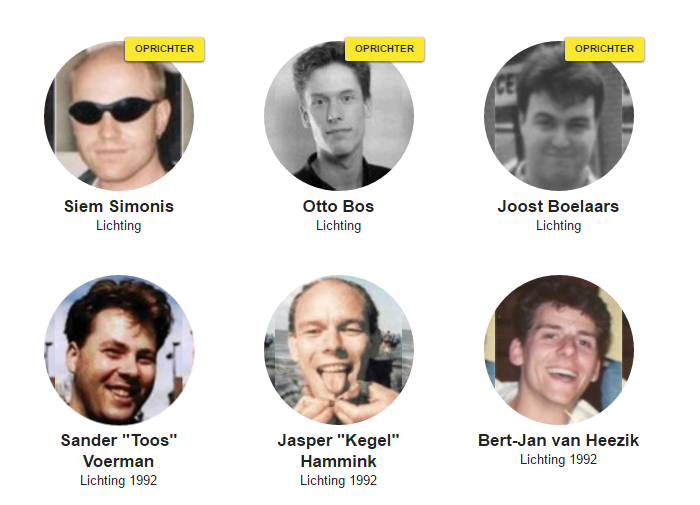 OPRICHTER OPRICHTER OPRICHTER
Siem Simonis Otto Bos Joost Boelaars
Lichting Lichting Lichting
Sander "Toos" Jasper "Kegel" Bert-Jan van Heezik
Voerman Hammink Lichting 1992
Lichting 1992 Lichting 1992